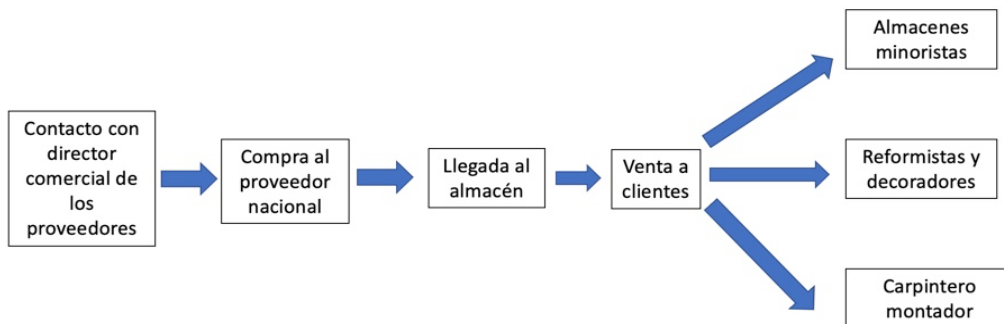 Contacto con
director
comercial de
los
proveedores
Compra al
proveedor
nacional
Llegada al
almacén
Venta a
clientes
Almacenes
minoristas
Reformistas y
decoradores
Carpintero
montador